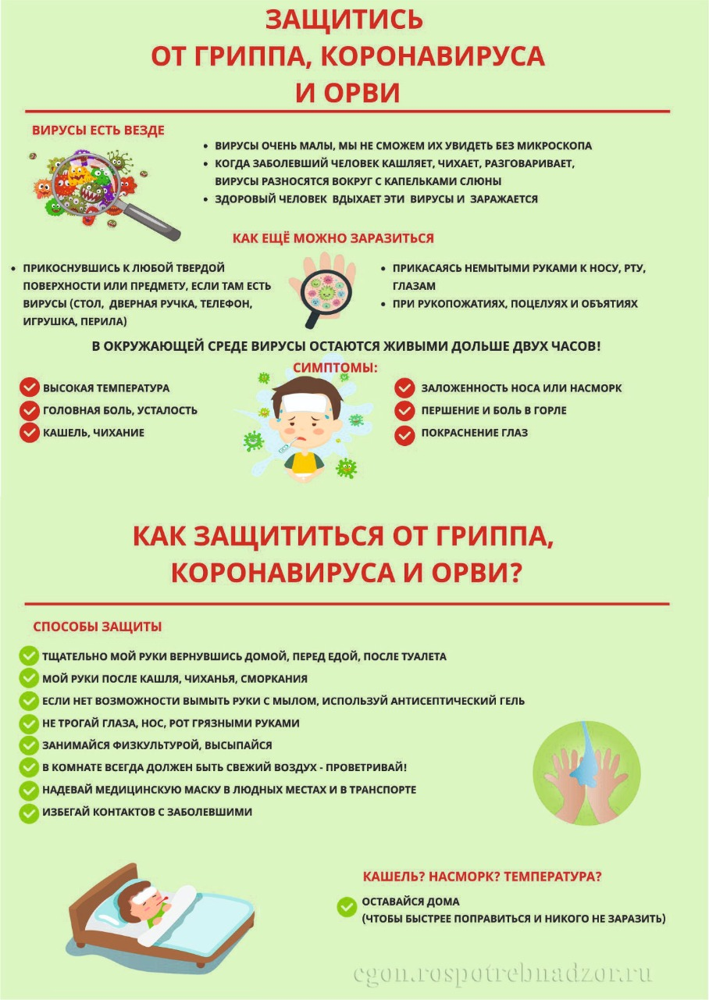 ЗАЩИТИСЬ
ОТ ГРИППА, КОРОНАВИРУСА
И ОРВИ
ВИРУСЫ ЕСТЬ ВЕЗДЕ
• ВИРУСЫ ОЧЕНЬ МАЛЫ, МЫ НЕ СМОЖЕМ ИХ УВИДЕТЬ БЕЗ МИКРОСКОПА
• КОГДА ЗАБОЛЕВШИЙ ЧЕЛОВЕК КАШЛЯЕТ, ЧИХАЕТ, РАЗГОВАРИВАЕТ,
ВИРУСЫ РАЗНОСЯТСЯ ВОКРУГ С КАПЕЛЬКАМИ СЛЮНЫ
• ЗДОРОВЫЙ ЧЕЛОВЕК ВДЫХАЕТ ЭТИ ВИРУСЫ И ЗАРАЖАЕТСЯ
КАК ЕЩЁ МОЖНО ЗАРАЗИТЬСЯ
• ПРИКОСНУВШИСЬ К ЛЮБОЙ ТВЕРДОЙ
ПОВЕРХНОСТИ ИЛИ ПРЕДМЕТУ, ЕСЛИ ТАМ ЕСТЬ
ВИРУСЫ (СТОЛ, ДВЕРНАЯ РУЧКА, ТЕЛЕФОН,
ИГРУШКА, ПЕРИЛА)
• ПРИКАСАЯСЬ НЕМЫТЫМИ РУКАМИ К НОСУ, РТУ,
ГЛАЗАМ
• ПРИ РУКОПОЖАТИЯХ, ПОЦЕЛУЯХ И ОБЪЯТИЯХ
В ОКРУЖАЮЩЕЙ СРЕДЕ ВИРУСЫ ОСТАЮТСЯ ЖИВЫМИ ДОЛЬШЕ ДВУХ ЧАСОВ!
СИМПТОМЫ:
ВЫСОКАЯ ТЕМПЕРАТУРА
ГОЛОВНАЯ БОЛЬ, УСТАЛОСТЬ
КАШЕЛЬ, ЧИХАНИЕ
ЗАЛОЖЕННОСТЬ НОСА ИЛИ НАСМОРК
ПЕРШЕНИЕ И БОЛЬ В ГОРЛЕ
ПОКРАСНЕНИЕ ГЛАЗ
КАК ЗАЩИТИТЬСЯ ОТ ГРИППА,
КОРОНАВИРУСА И ОРВИ?
СПОСОБЫ ЗАЩИТЫ
ТЩАТЕЛЬНО МОЙ РУКИ ВЕРНУВШИСЬ ДОМОЙ, ПЕРЕД ЕДОЙ, ПОСЛЕ ТУАЛЕТА
МОЙ РУКИ ПОСЛЕ КАШЛЯ, ЧИХАНЬЯ, СМОРКАНИЯ
ЕСЛИ НЕТ ВОЗМОЖНОСТИ ВЫМЫТЬ РУКИ С МЫЛОМ, ИСПОЛЬЗУЙ АНТИСЕПТИЧЕСКИЙ ГЕЛЬ
НЕ ТРОГАЙ ГЛАЗА, НОС, РОТ ГРЯЗНЫМИ РУКАМИ
ЗАНИМАЙСЯ ФИЗКУЛЬТУРОЙ, ВЫСЫПАЙСЯ
В КОМНАТЕ ВСЕГДА ДОЛЖЕН БЫТЬ СВЕЖИЙ ВОЗДУХ - ПРОВЕТРИВАЙ!
НАДЕВАЙ МЕДИЦИНСКУЮ МАСКУ В ЛЮДНЫХ МЕСТАХ И В ТРАНСПОРТЕ
ИЗБЕГАЙ КОНТАКТОВ С ЗАБОЛЕВШИМИ
КАШЕЛЬ? НАСМОРК? ТЕМПЕРАТУРА?
ОСТАВАЙСЯ ДОМА
(ЧТОБЫ БЫСТРЕЕ ПОПРАВИТЬСЯ И НИКОГО НЕ ЗАРАЗИТЬ)
cgon.rospotrebnadzor.ru